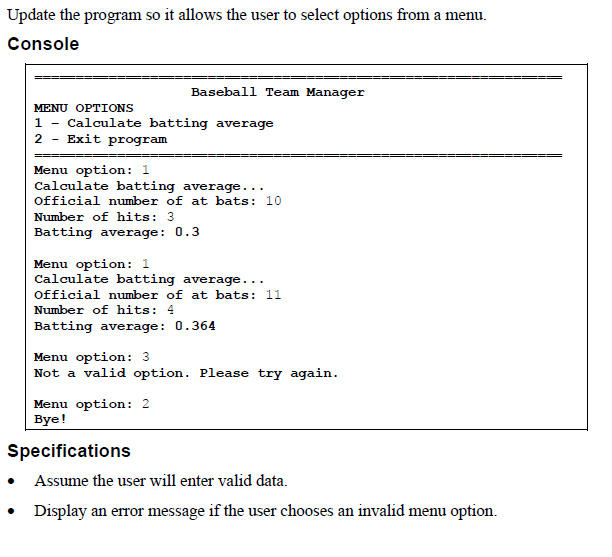 Update the program so it allows the user to select options from a menu.
Console
================================================================
Baseball Team Manager
MENU OPTIONS
1 – Calculate batting average
2 - Exit program
================================================================
Menu option: 1
Calculate batting average...
Official number of at bats: 10
Number of hits: 3
Batting average: 0.3
Menu option: 1
Calculate batting average...
Official number of at bats: 11
Number of hits: 4
Batting average: 0.364
Menu option: 3
Not a valid option. Please try again.
Menu option: 2
Bye!
Specifications
• Assume the user will enter valid data.
• Display an error message if the user chooses an invalid menu option.